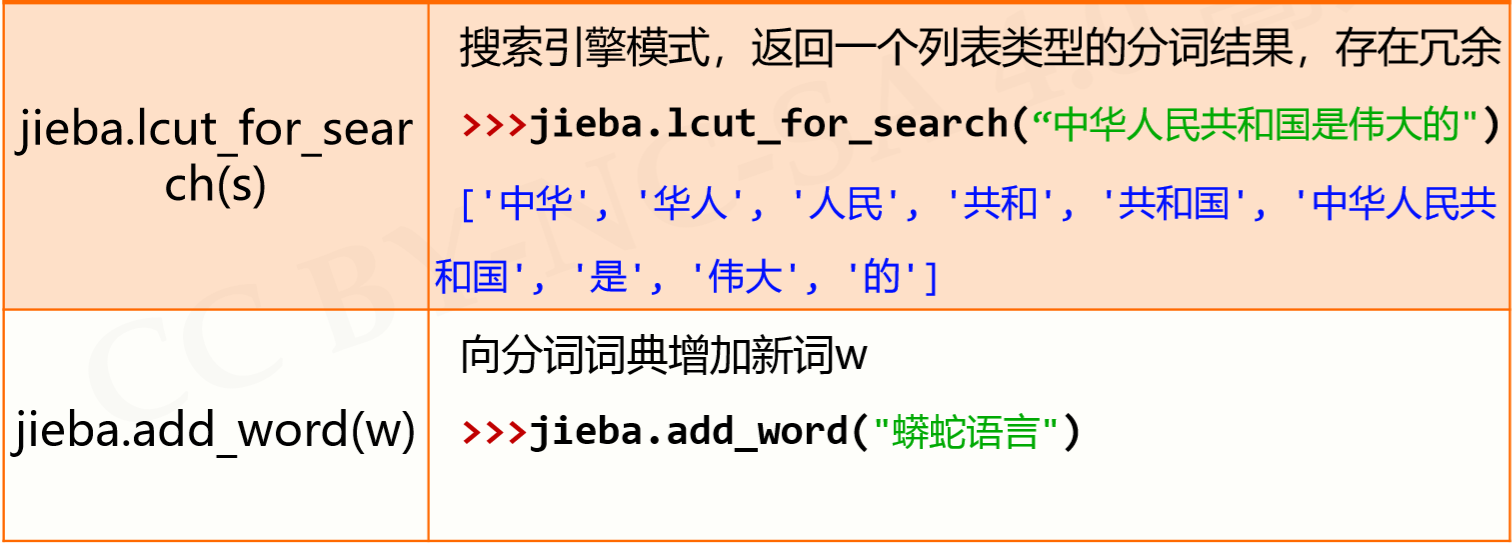 搜索引擎模式，返回一个列表类型的分词结果，存在冗余
jieba.lcut_for_sear
ch(s)
>>>jieba.lcut_for_search(“中华人民共和国是伟大的")
['中华', '华人', '人民', '共和', '共和国', '中华人民共
和国', '是', '伟大', '的']
向分词词典增加新词w
jieba.add_word(w)
>>>jieba.add_word("蟒蛇语言")
CC BY-NC-SA 4.0